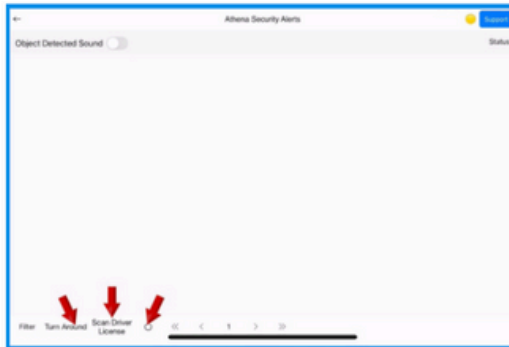 Athena Security Alerts
Support
Object Detected Sound
Status
Filter
Turn Around
Scan Driver
License
1